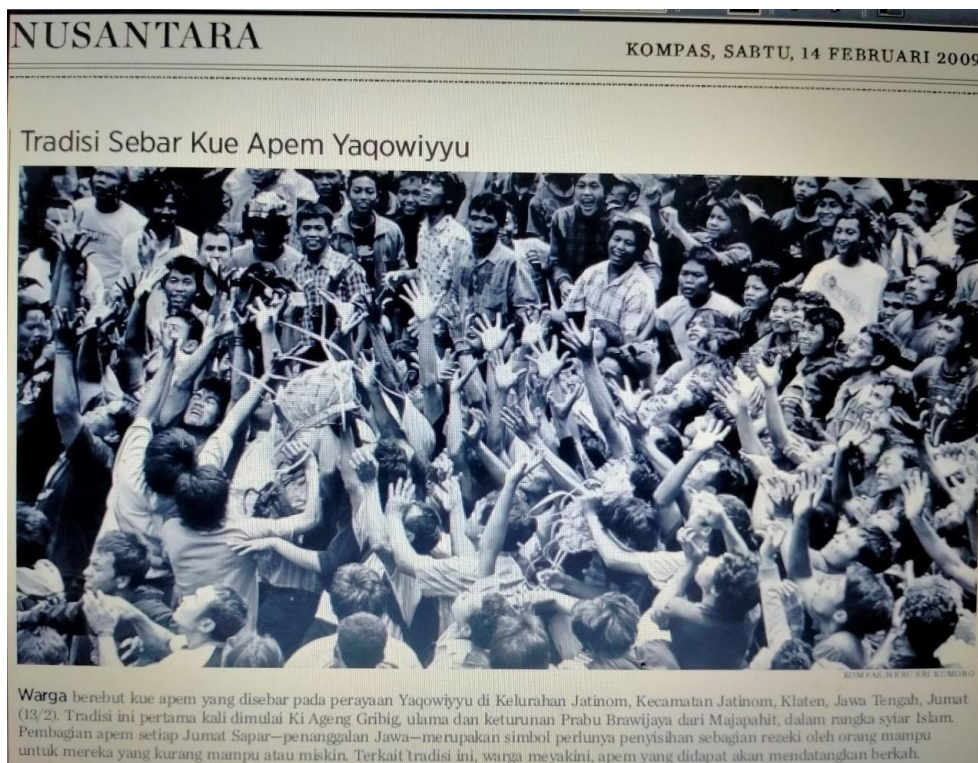 NUSANTARA
KOMPAS, SABTU, 14 FEBRUARI 2009
Tradisi Sebar Kue Apem Yaqowiyyu
KOMPAS/HERU SRI KUMORO
Warga berebut kue apem yang disebar pada perayaan Yaqowiyyu di Kelurahan Jatinom, Kecamatan Jatinom, Klaten, Jawa Tengah, Jumat
(13/2). Tradisi ini pertama kali dimulai Ki Ageng Gribig, ulama dan keturunan Prabu Brawijaya dari Majapahit, dalam rangka syiar Islam.
Pembagian apem setiap Jumat Sapar—penanggalan Jawa—merupakan simbol perlunya penyisihan sebagian rezeki oleh orang mampu
untuk mereka yang kurang mampu atau miskin. Terkait tradisi ini, warga meyakini, apem yang didapat akan mendatangkan berkah.